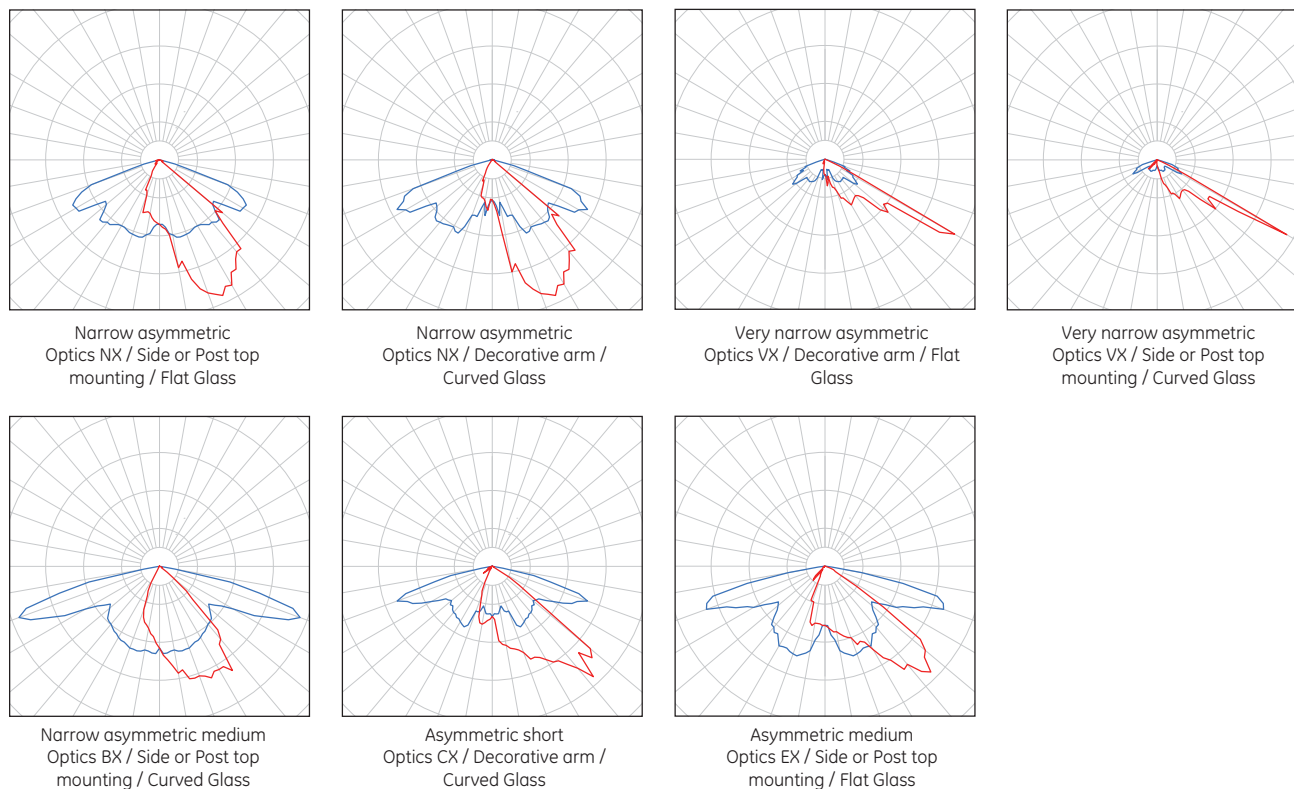 Narrow asymmetric
Optics NX / Side or Post top
mounting / Flat Glass
Narrow asymmetric
Optics NX / Decorative arm /
Curved Glass
Very narrow asymmetric
Optics VX / Decorative arm / Flat
Glass
Very narrow asymmetric
Optics VX / Side or Post top
mounting / Curved Glass
Narrow asymmetric medium
Optics BX / Side or Post top
mounting / Curved Glass
Asymmetric short
Optics CX / Decorative arm /
Curved Glass
Asymmetric medium
Optics EX / Side or Post top
mounting / Flat Glass